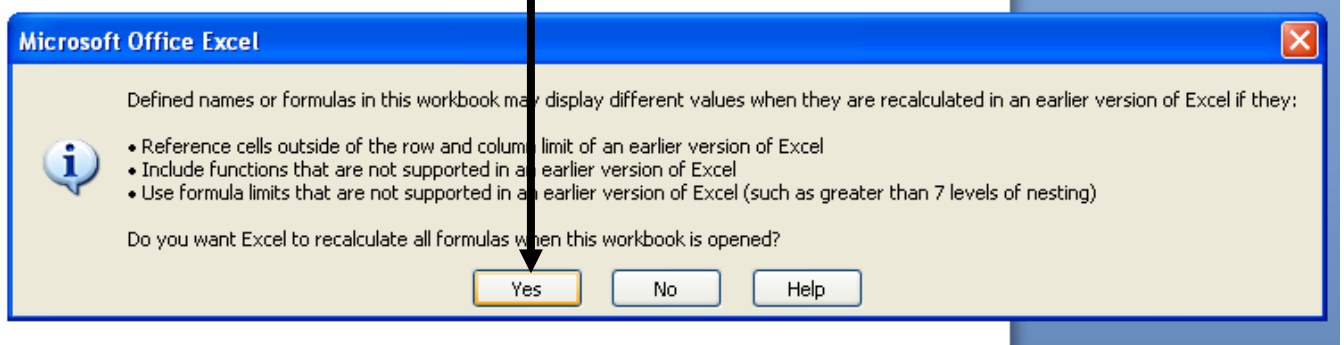 Microsoft Office Excel
Defined names or formulas in this workbook may display different values when they are recalculated in an earlier version of Excel if they:
• Reference cells outside of the row and column limit of an earlier version of Excel
• Include functions that are not supported in an earlier version of Excel
• Use formula limits that are not supported in an earlier version of Excel (such as greater than 7 levels of nesting)
Do you want Excel to recalculate all formulas when this workbook is opened?
Yes No Help